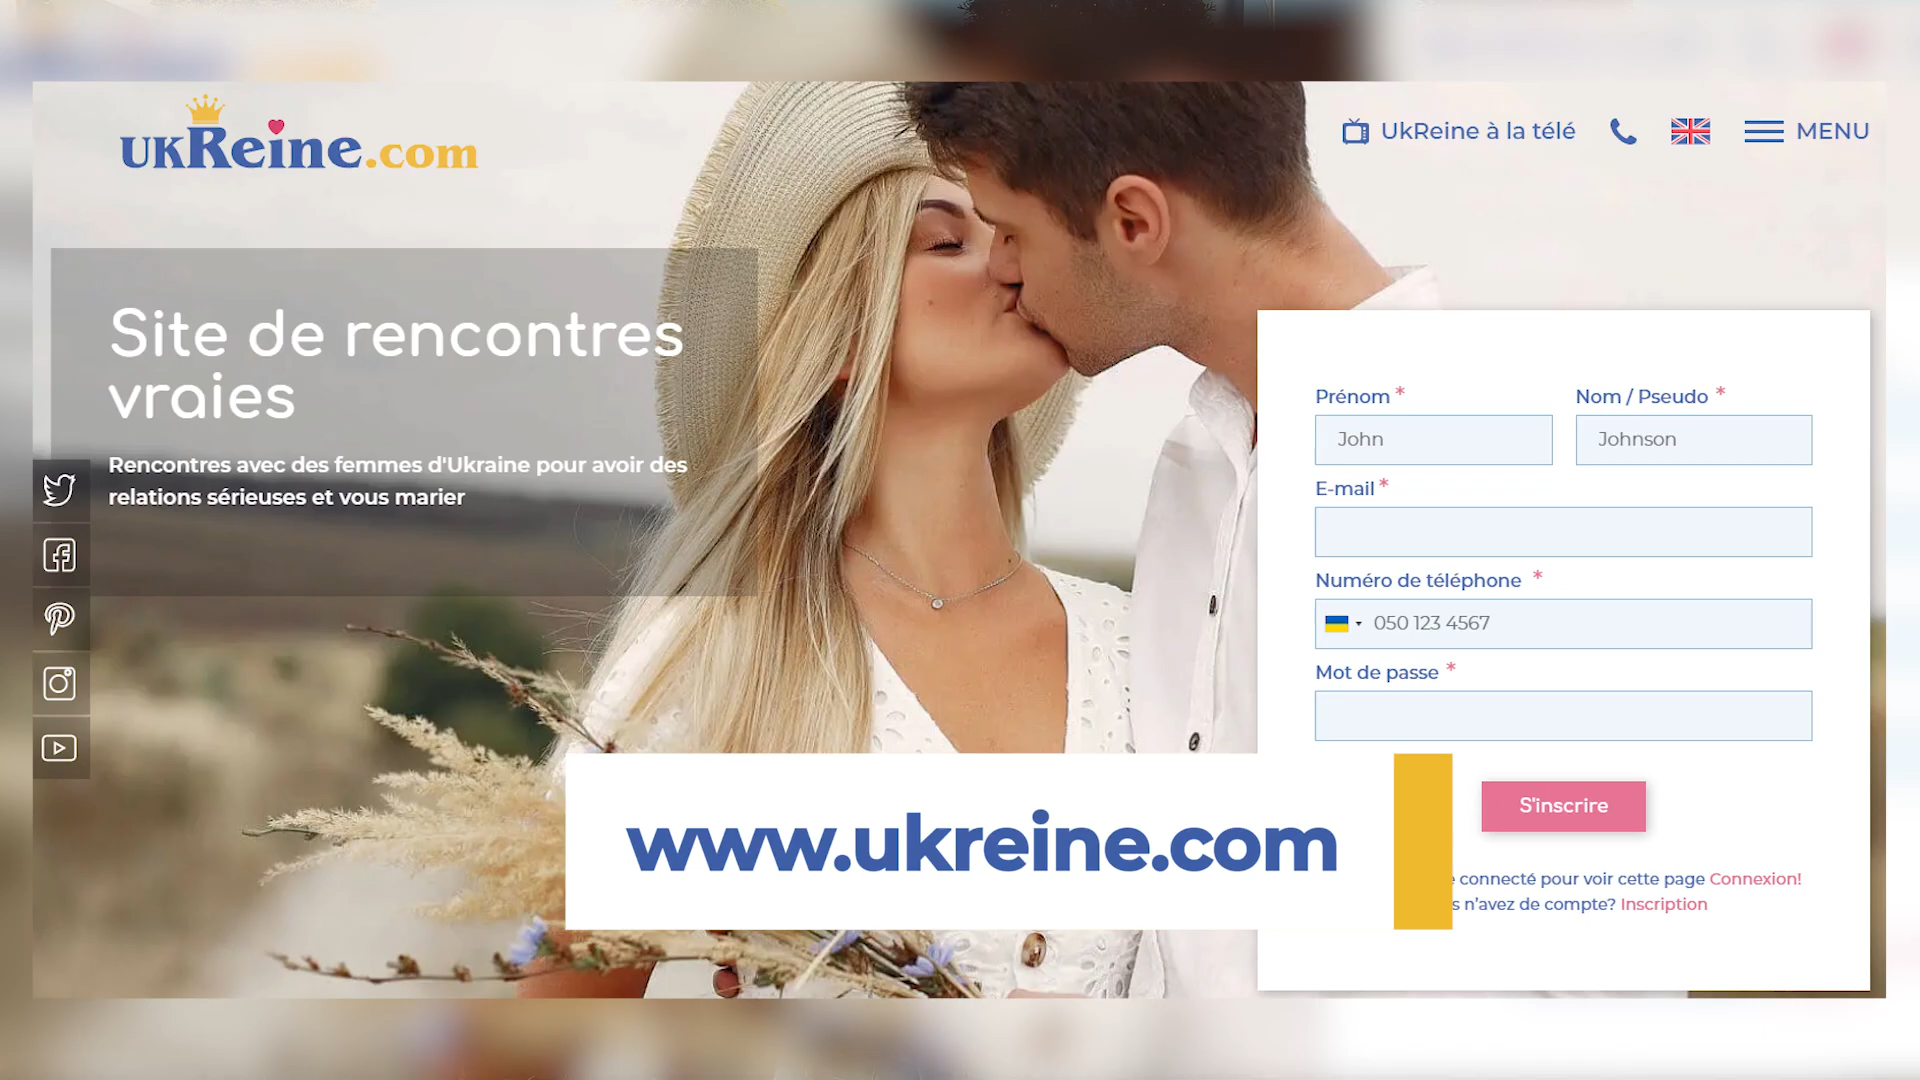 ukReine.com
UkReine à la télé
MENU
Site de rencontres
vraies
Rencontres avec des femmes d'Ukraine pour avoir des
relations sérieuses et vous marier
Prénom *
Nom / Pseudo *
John
Johnson
E-mail *
Numéro de téléphone *
050 123 4567
Mot de passe *
S'inscrire
www.ukreine.com
connecté pour voir cette page Connexion!
n'avez de compte? Inscription